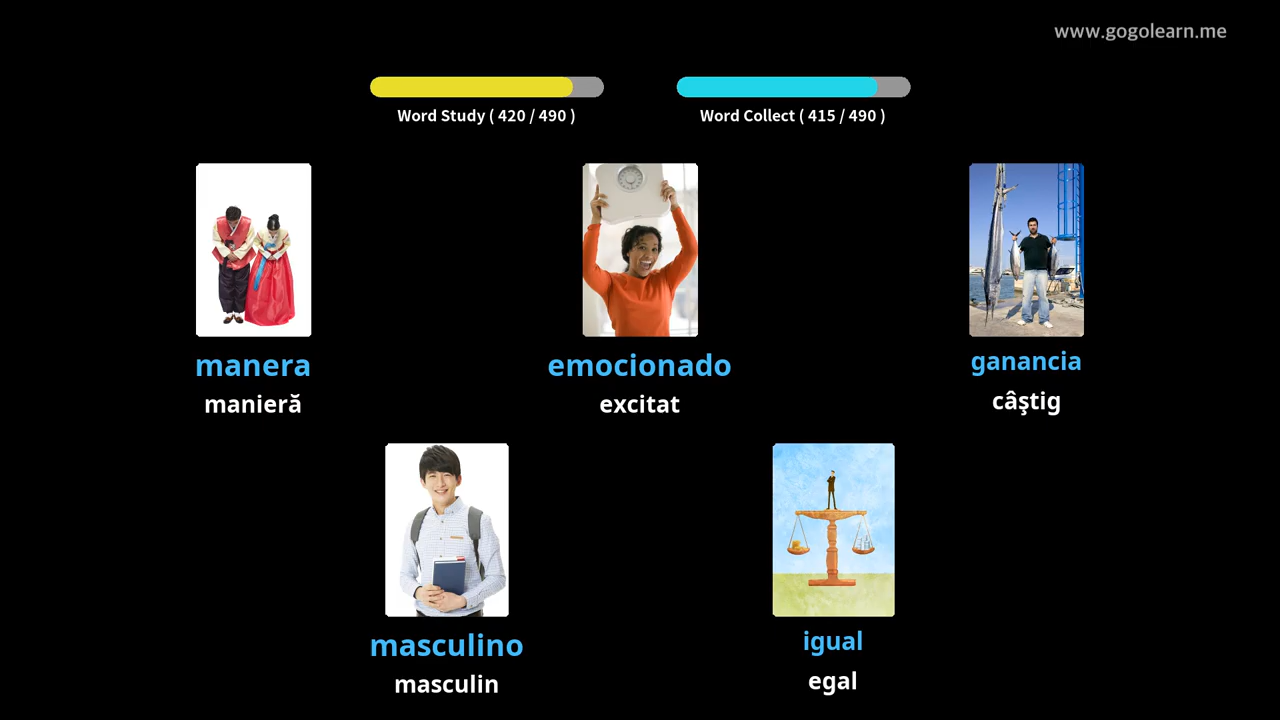 www.gogolearn.me
Word Study ( 420 / 490 )
Word Collect ( 415 / 490 )
manera
manieră
emocionado
excitat
ganancia
câştig
masculino
masculin
igual
egal